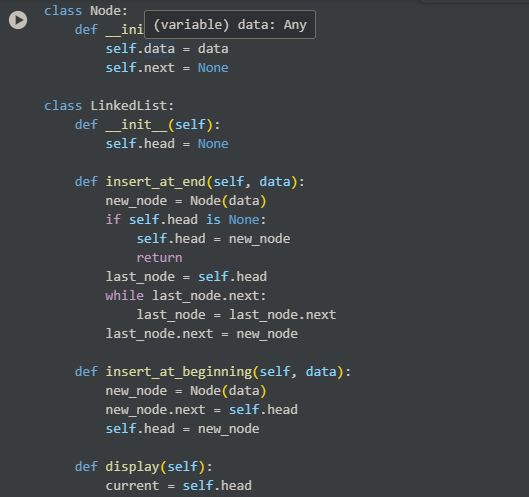 class Node:
    def __ini
(variable) data: Any
        self.data = data
        self.next = None

class LinkedList:
    def __init__(self):
        self.head = None

    def insert_at_end(self, data):
        new_node = Node(data)
        if self.head is None:
            self.head = new_node
            return
        last_node = self.head
        while last_node.next:
            last_node = last_node.next
        last_node.next = new_node

    def insert_at_beginning(self, data):
        new_node = Node(data)
        new_node.next = self.head
        self.head = new_node

    def display(self):
        current = self.head